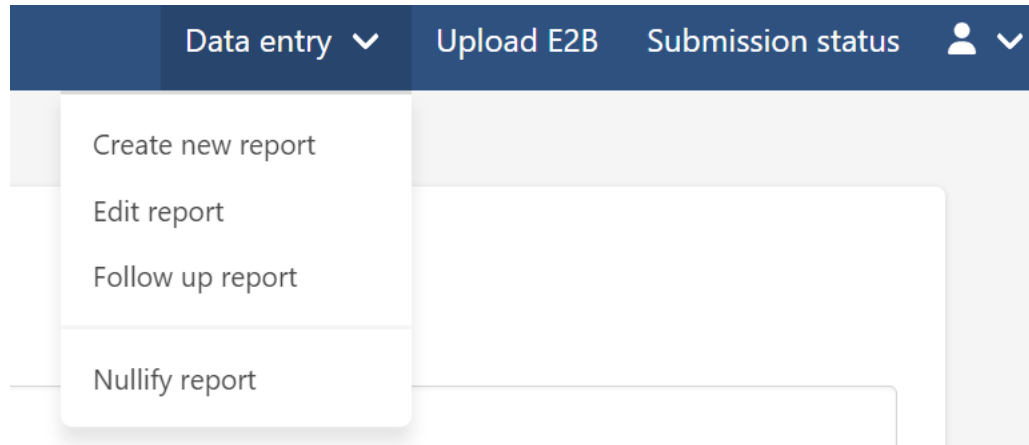 Data entry Upload E2B Submission status
Create new report
Edit report
Follow up report
Nullify report